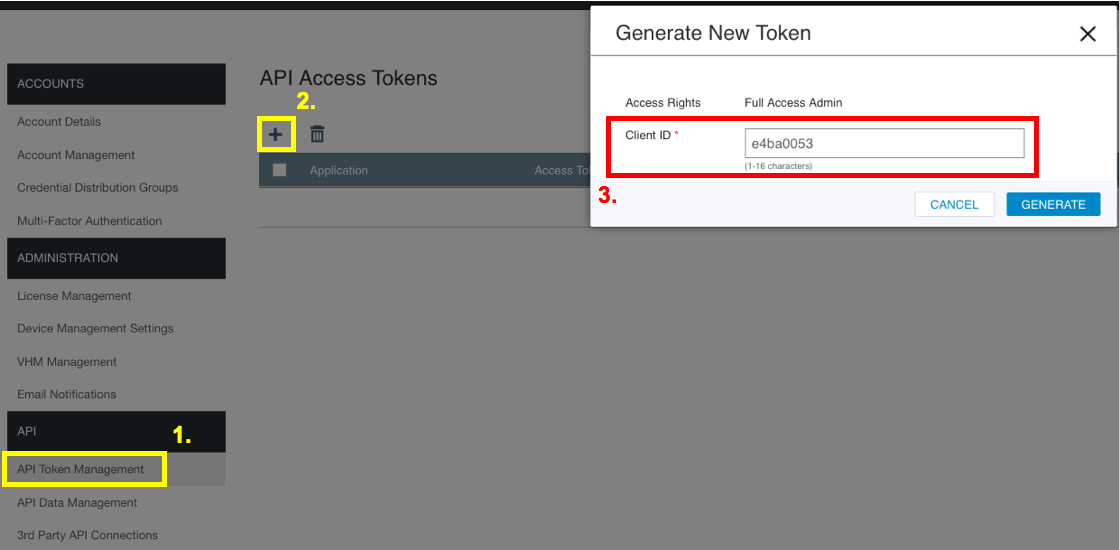 Generate New Token
ACCOUNTS
Account Details
Account Management
Credential Distribution Groups
Multi-Factor Authentication
ADMINISTRATION
License Management
Device Management Settings
VHM Management
Email Notifications
API
1.
API Token Management
API Data Management
3rd Party API Connections
API Access Tokens
2.
Application
Access To
Access Rights Full Access Admin
Client ID * e4ba0053
(1-16 characters)
3.
CANCEL GENERATE